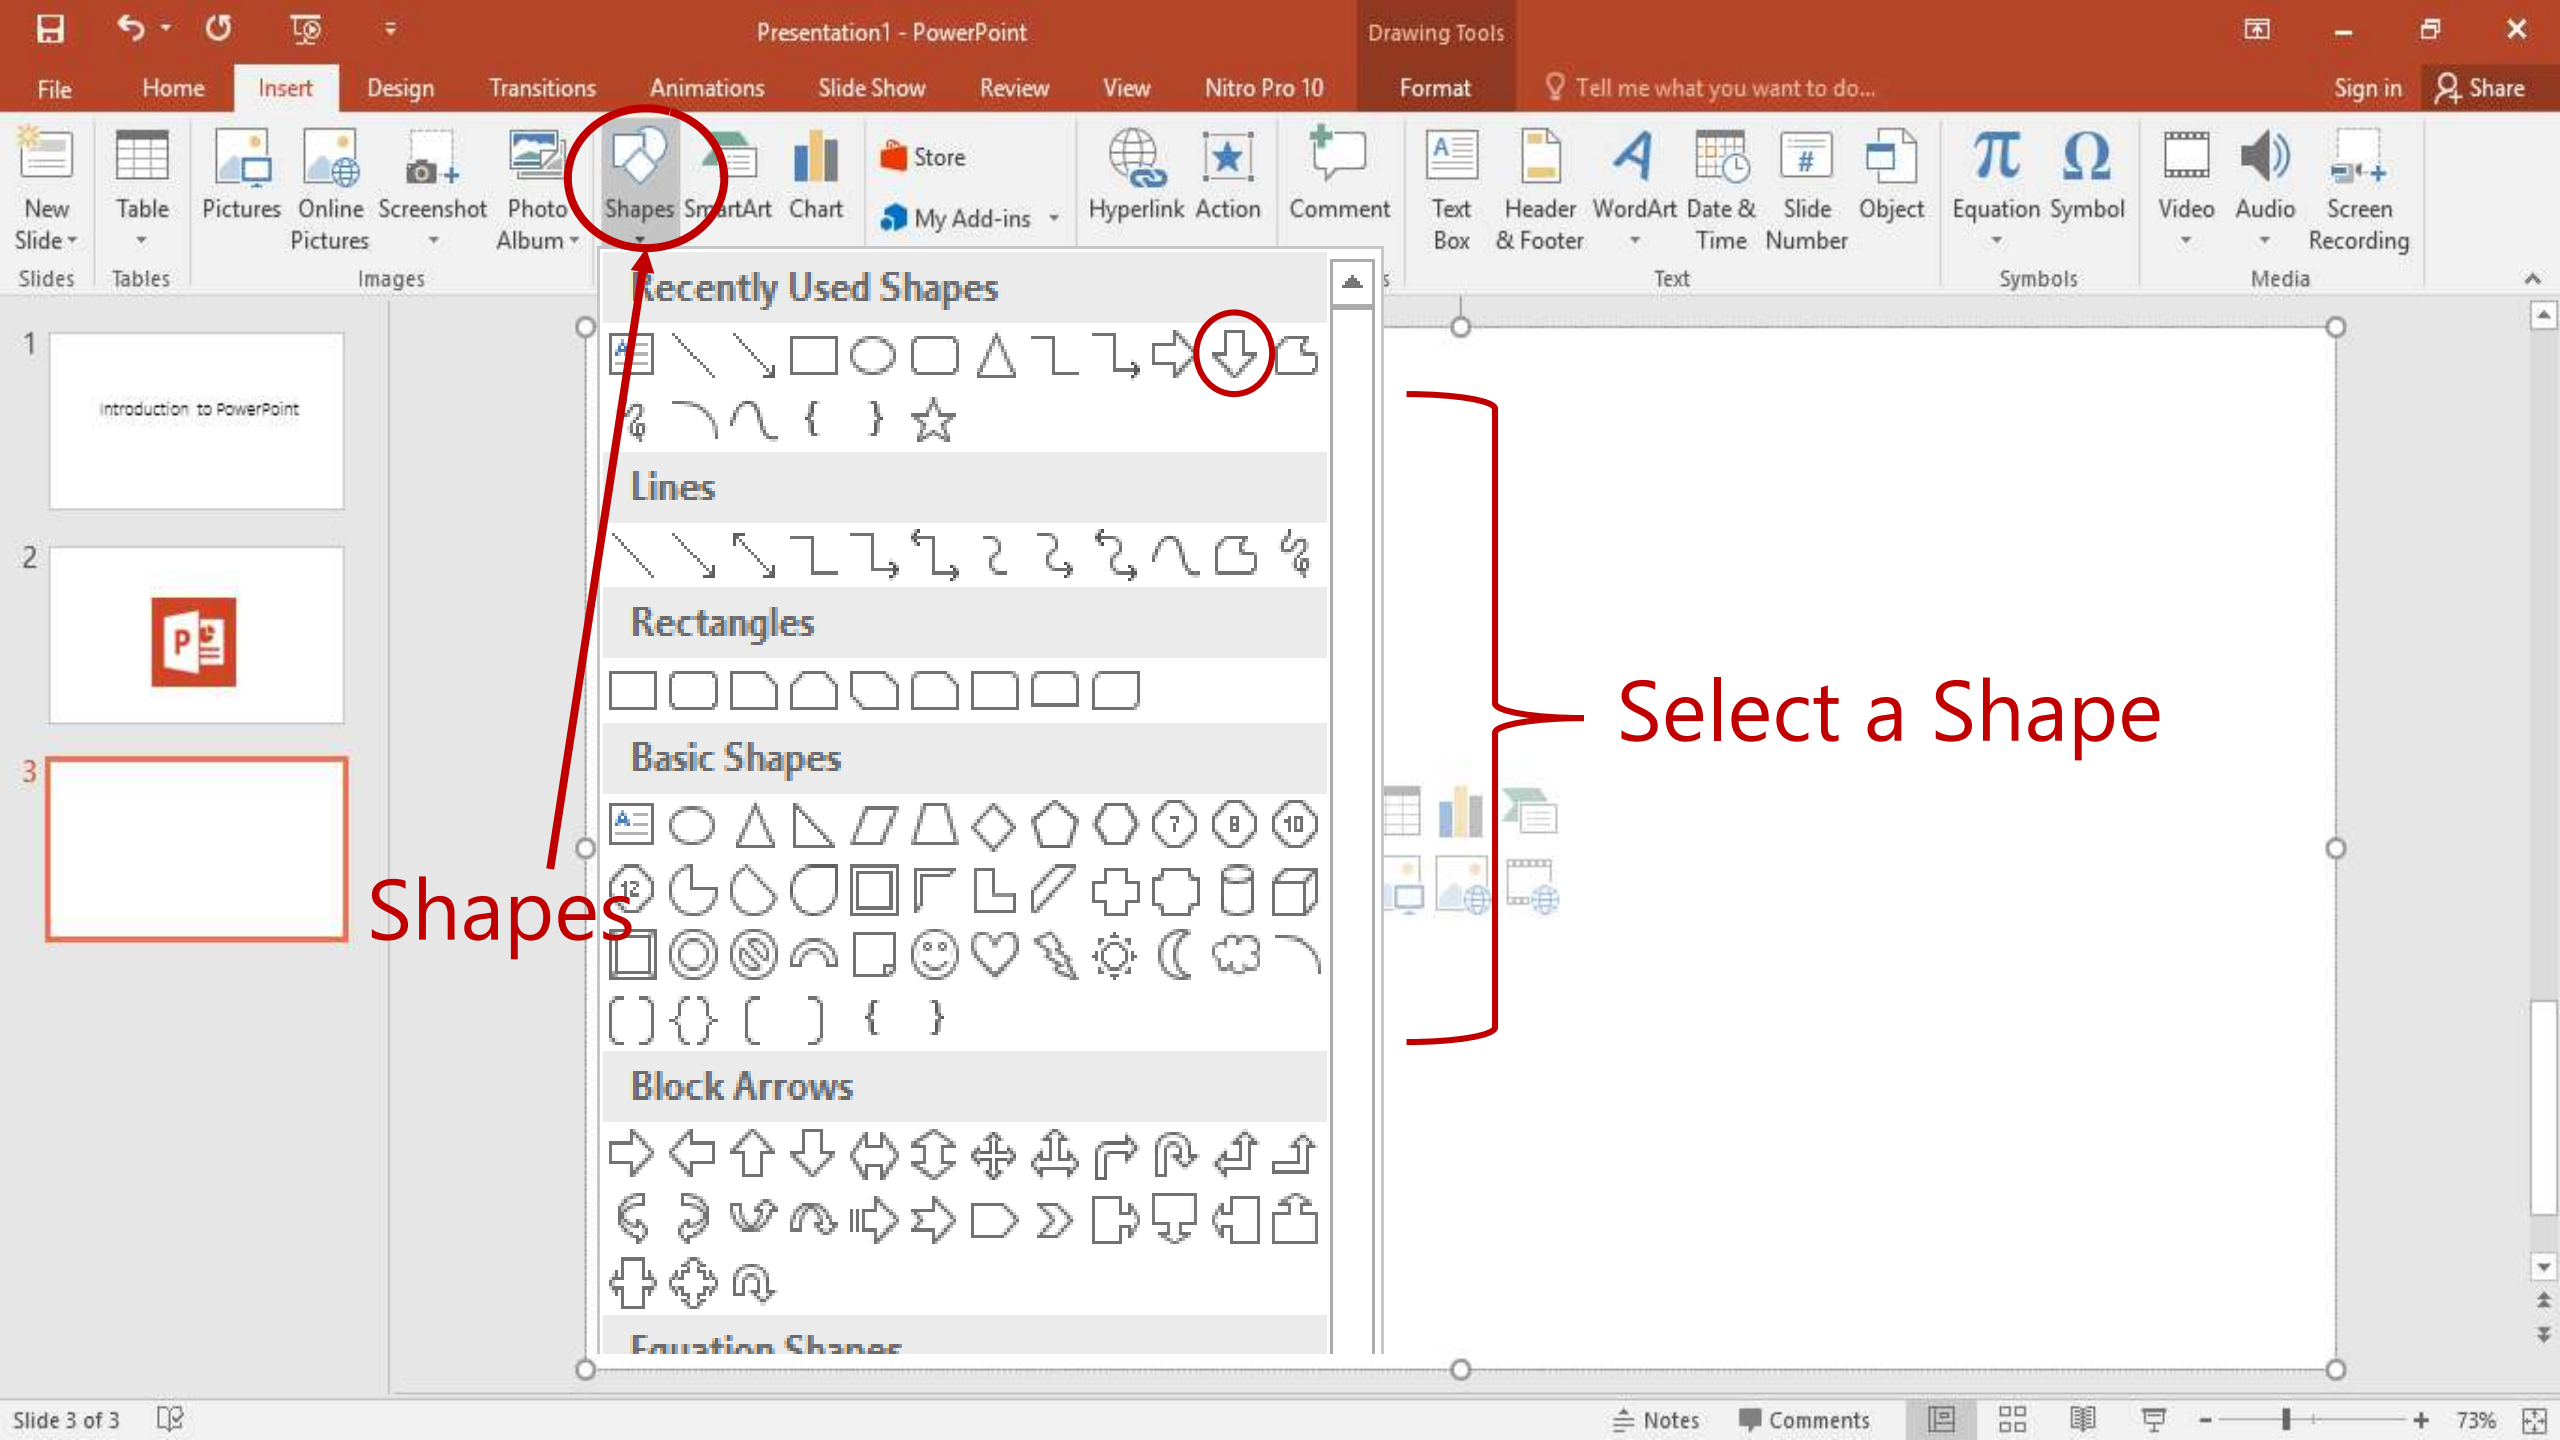 Presentation1 - PowerPoint
Drawing Tools
File Home Insert Design Transitions Animations Slide Show Review View Nitro Pro 10 Format Tell me what you want to do... Sign in Share
New Slide
Table
Pictures
Online Pictures
Screenshot
Photo Album
Shapes
SmartArt
Chart
Store
My Add-ins
Hyperlink
Action
Comment
Text Box
Header & Footer
WordArt
Date & Time
Slide Number
Object
Equation
Symbol
Video
Audio
Screen Recording
Slides Tables Images s Text Symbols Media
Recently Used Shapes
Lines
Rectangles
Basic Shapes
7 8 10
12
Block Arrows
Equation Shapes
1
Introduction to PowerPoint
2
P
3
Shapes
Select a Shape
Slide 3 of 3 Notes Comments 73%